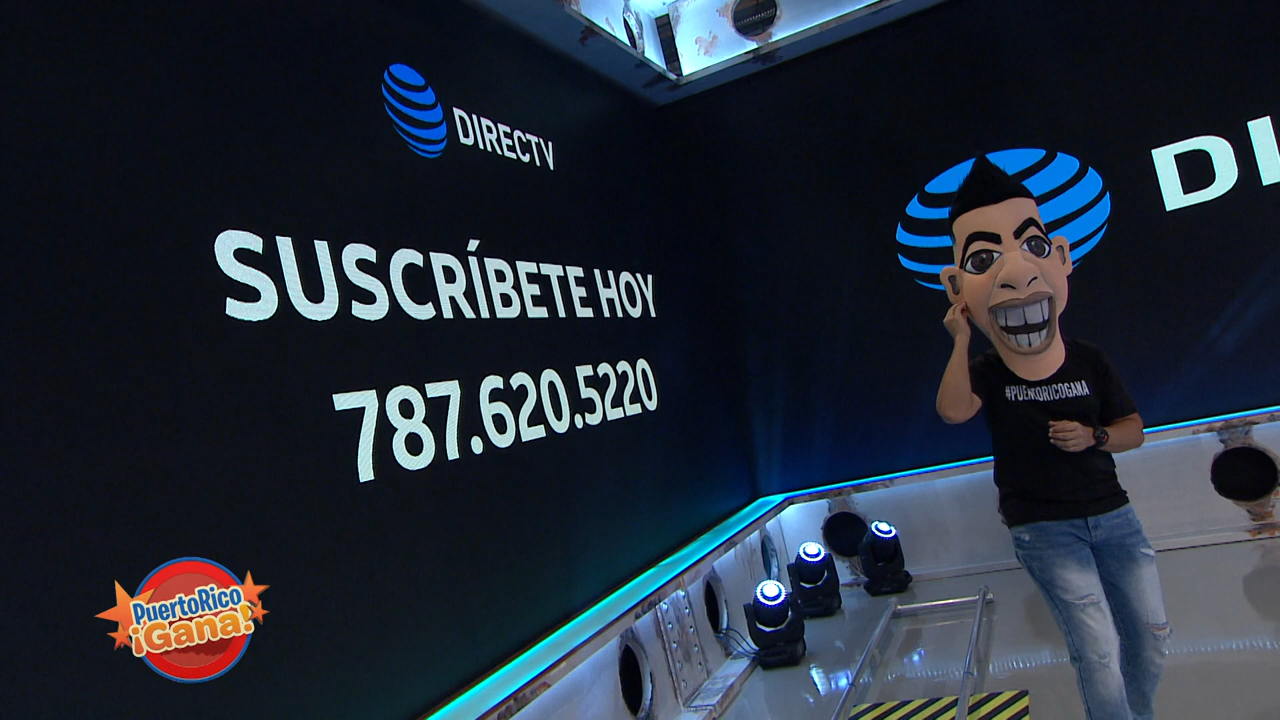 DIRECTV
SUSCRÍBETE HOY
787.620.5220
DI
#PUERTORICOGANA
PuertoRico
¡Gana!